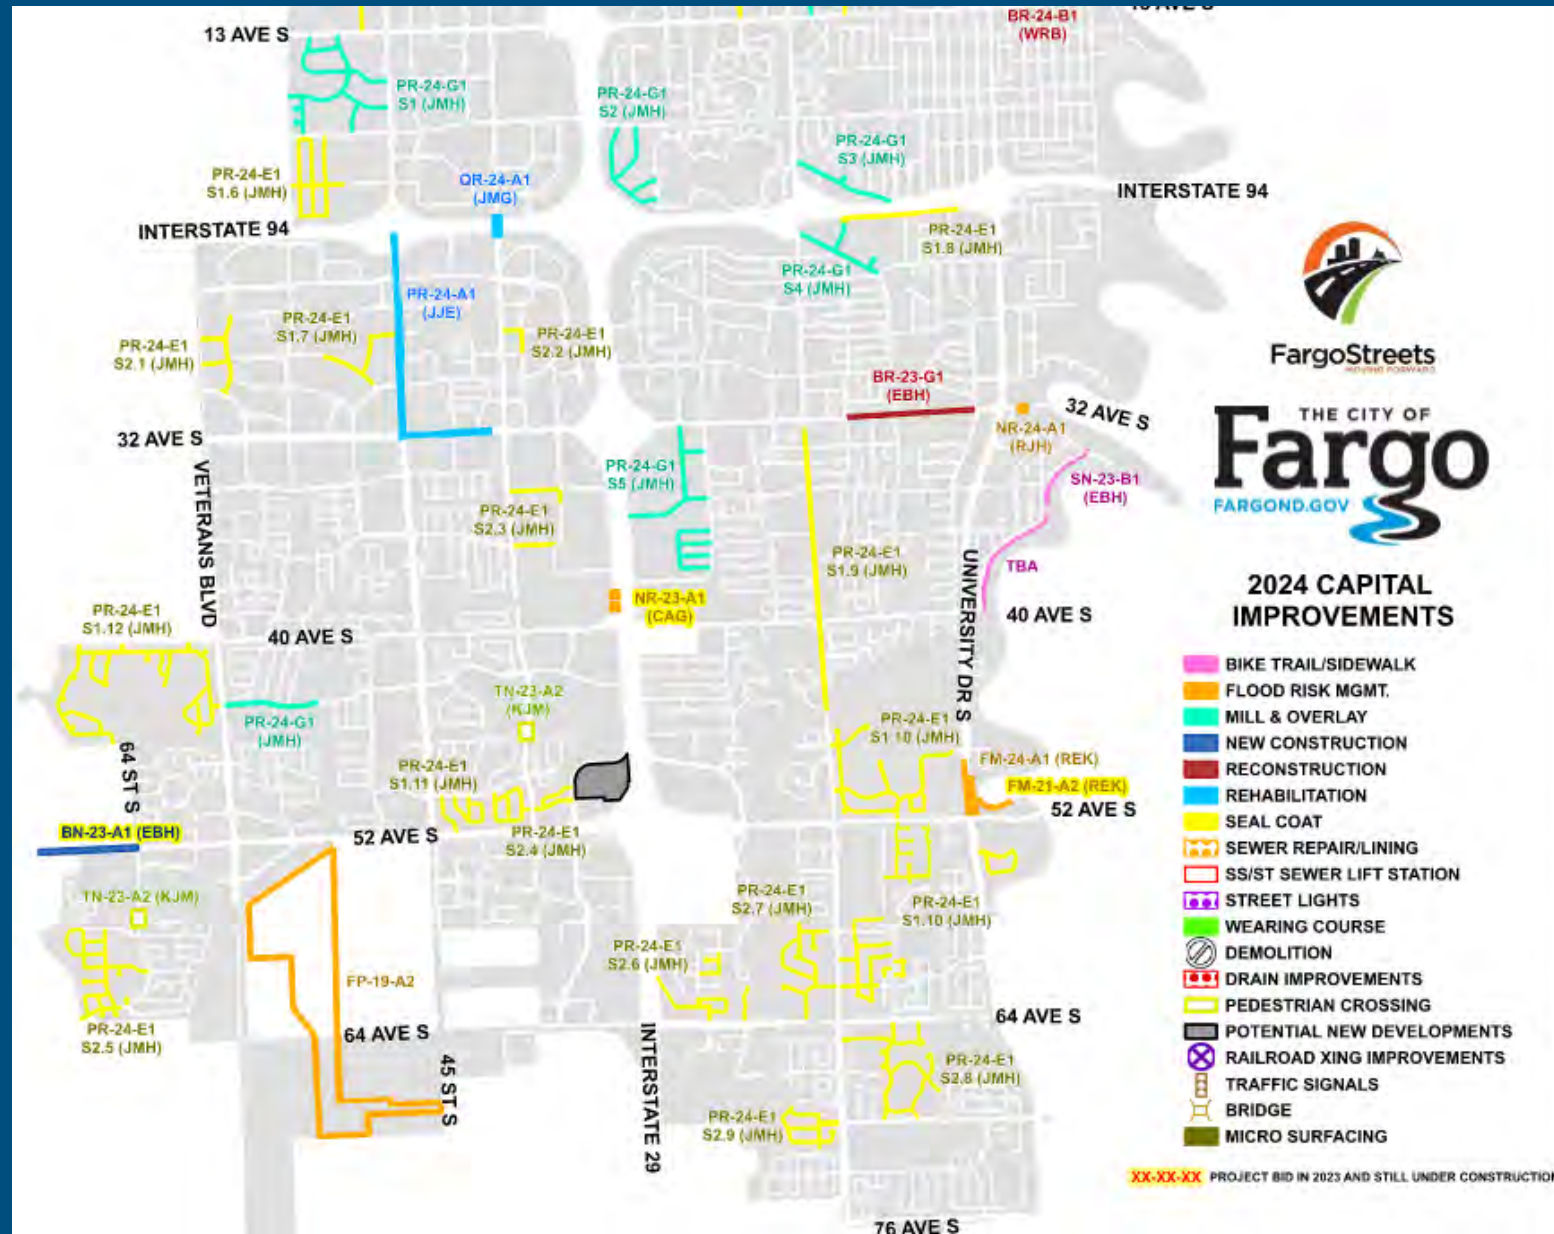 13 AVE S
BR-24-B1
(WRB)
PR-24-G1
S1 (JMH)
PR-24-G1
S2 (JMH)
PR-24-G1
S3 (JMH)
PR-24-E1
S1.6 (JMH)
QR-24-A1
(JMG)
INTERSTATE 94
INTERSTATE 94
PR-24-E1
S1.8 (JMH)
PR-24-G1
S4 (JMH)
PR-24-A1
(JJE)
PR-24-E1
S1.7 (JMH)
PR-24-E1
S2.1 (JMH)
PR-24-E1
S2.2 (JMH)
FargoStreets
MOVING FORWARD
BR-23-G1
(EBH)
32 AVE S
NR-24-A1
(RJH)
THE CITY OF
Fargo
FARGOND.GOV
32 AVE S
VETERANS BLVD
PR-24-G1
S5 (JMH)
SN-23-B1
(EBH)
PR-24-E1
S2.3 (JMH)
PR-24-E1
S1.9 (JMH)
UNIVERSITY DR S
TBA
NR-23-A1
(CAG)
40 AVE S
PR-24-E1
S1.12 (JMH)
40 AVE S
TN-23-A2
(KJM)
PR-24-G1
(JMH)
64 ST S
PR-24-E1
S1.10 (JMH)
PR-24-E1
S1.11 (JMH)
FM-24-A1 (REK)
FM-21-A2 (REK)
52 AVE S
BN-23-A1 (EBH)
52 AVE S
PR-24-E1
S2.4 (JMH)
TN-23-A2 (KJM)
PR-24-E1
S2.7 (JMH)
PR-24-E1
S1.10 (JMH)
PR-24-E1
S2.6 (JMH)
FP-19-A2
PR-24-E1
S2.5 (JMH)
64 AVE S
64 AVE S
45 ST S
INTERSTATE 29
PR-24-E1
S2.8 (JMH)
PR-24-E1
S2.9 (JMH)
76 AVE S
2024 CAPITAL
IMPROVEMENTS
BIKE TRAIL/SIDEWALK
FLOOD RISK MGMT.
MILL & OVERLAY
NEW CONSTRUCTION
RECONSTRUCTION
REHABILITATION
SEAL COAT
SEWER REPAIR/LINING
SS/ST SEWER LIFT STATION
STREET LIGHTS
WEARING COURSE
DEMOLITION
DRAIN IMPROVEMENTS
PEDESTRIAN CROSSING
POTENTIAL NEW DEVELOPMENTS
RAILROAD XING IMPROVEMENTS
TRAFFIC SIGNALS
BRIDGE
MICRO SURFACING
XX-XX-XX PROJECT BID IN 2023 AND STILL UNDER CONSTRUCTION